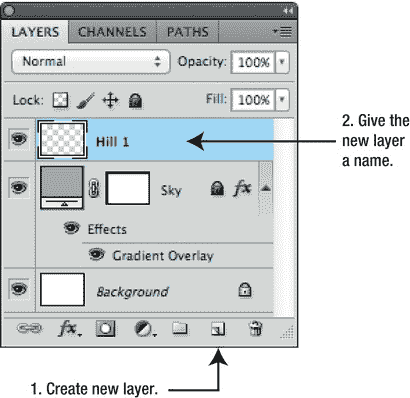 LAYERS CHANNELS PATHS
Normal Opacity: 100%
Lock: Fill: 100%
Hill 1
2. Give the
new layer
a name.
Sky fx
Effects
Gradient Overlay
Background
fx.
1. Create new layer.